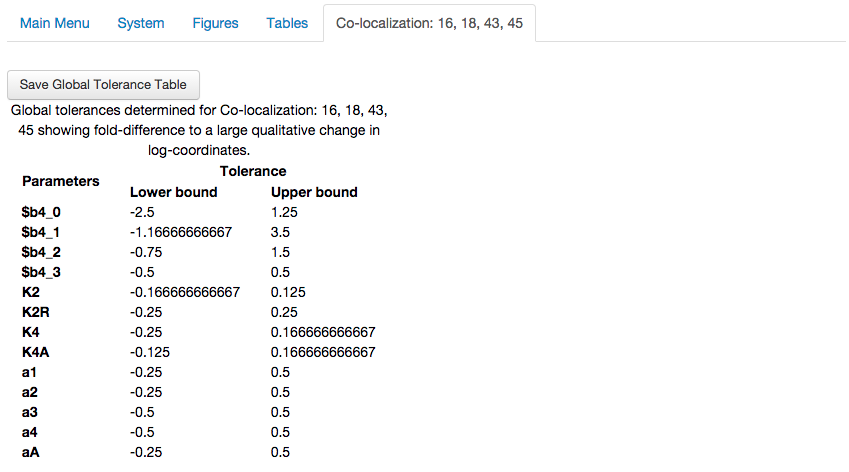 Main Menu System Figures Tables Co-localization: 16, 18, 43, 45
Save Global Tolerance Table
Global tolerances determined for Co-localization: 16, 18, 43,
45 showing fold-difference to a large qualitative change in
log-coordinates.
Parameters Tolerance
Lower bound Upper bound
$b4_0 -2.5 1.25
$b4_1 -1.16666666667 3.5
$b4_2 -0.75 1.5
$b4_3 -0.5 0.5
K2 -0.166666666667 0.125
K2R -0.25 0.25
K4 -0.25 0.166666666667
K4A -0.125 0.166666666667
a1 -0.25 0.5
a2 -0.25 0.5
a3 -0.5 0.5
a4 -0.5 0.5
aA -0.25 0.5